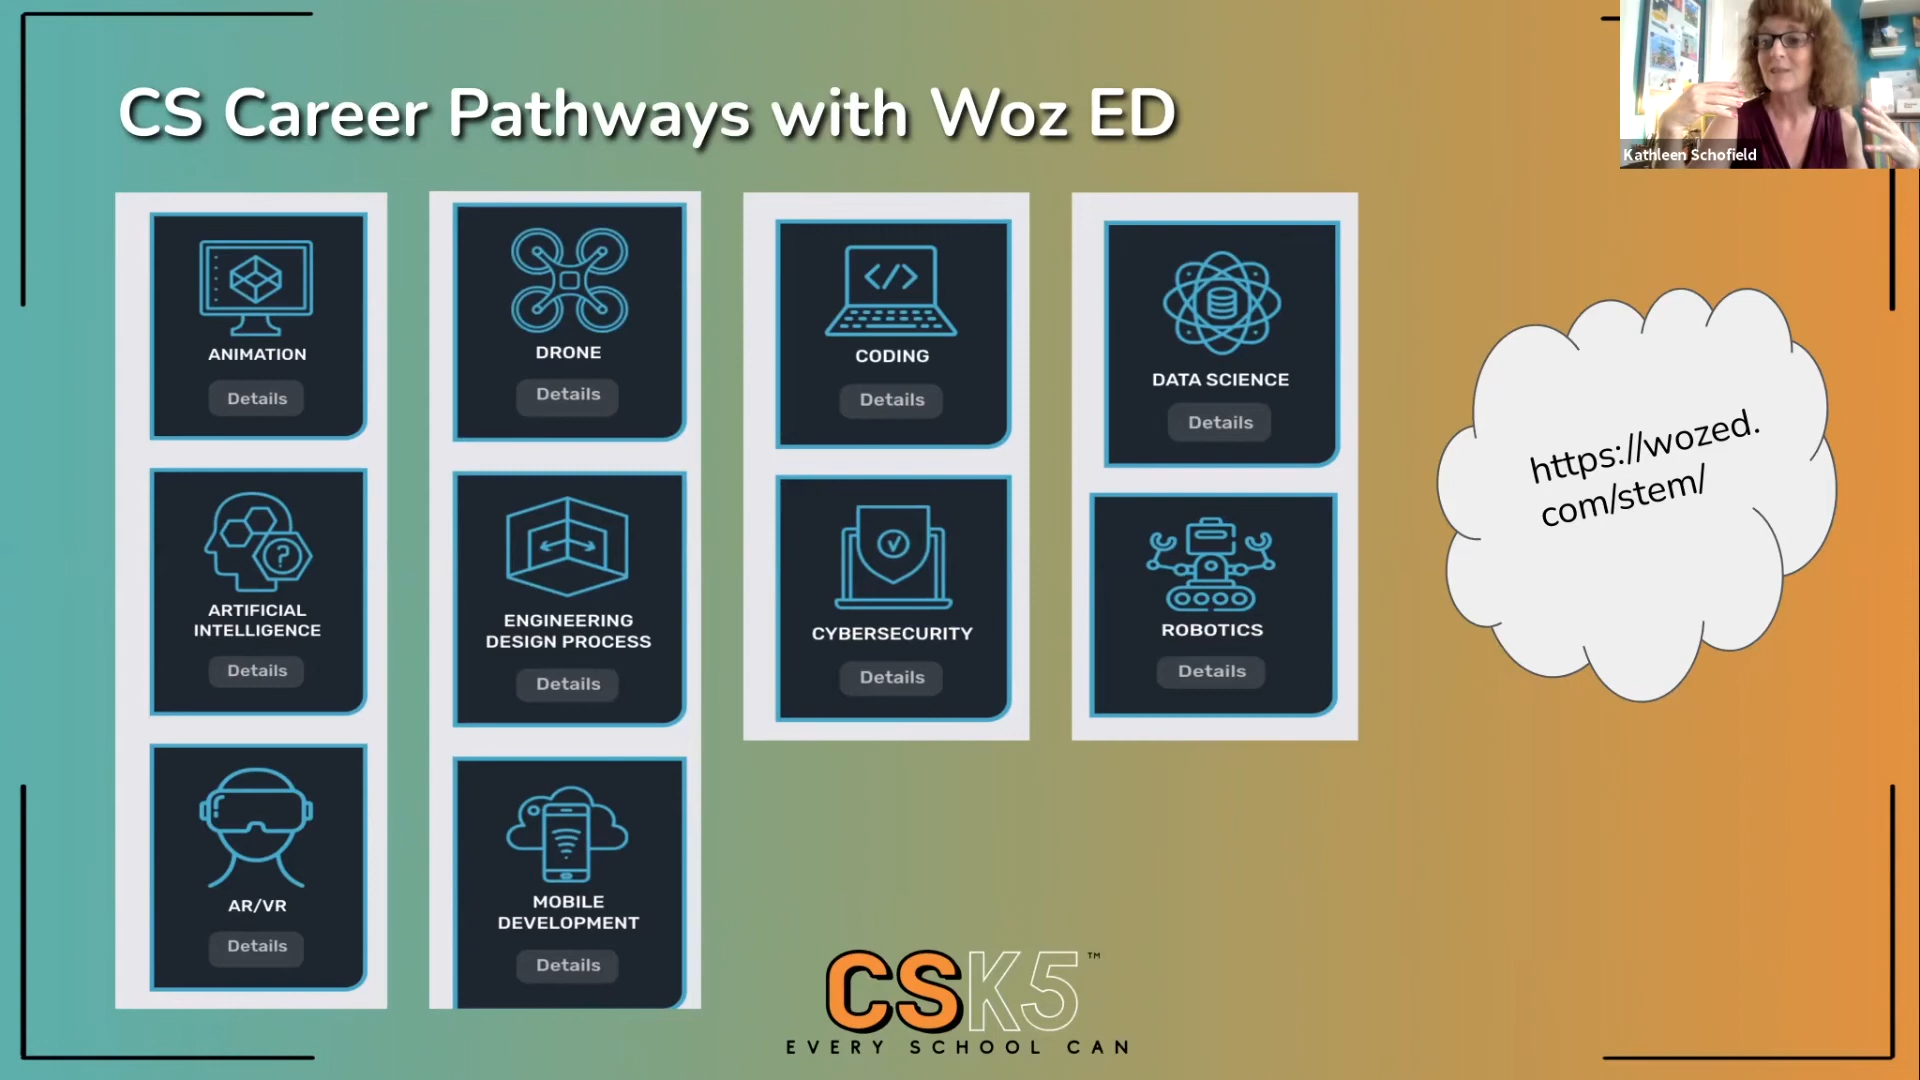 CS Career Pathways with Woz ED
Kathleen Schofield
ANIMATION
Details
ARTIFICIAL
INTELLIGENCE
Details
AR/VR
Details
DRONE
Details
ENGINEERING
DESIGN PROCESS
Details
MOBILE
DEVELOPMENT
Details
</>
CODING
Details
CYBERSECURITY
Details
DATA SCIENCE
Details
ROBOTICS
Details
https://wozed.
com/stem/
CSK5™
EVERY SCHOOL CAN